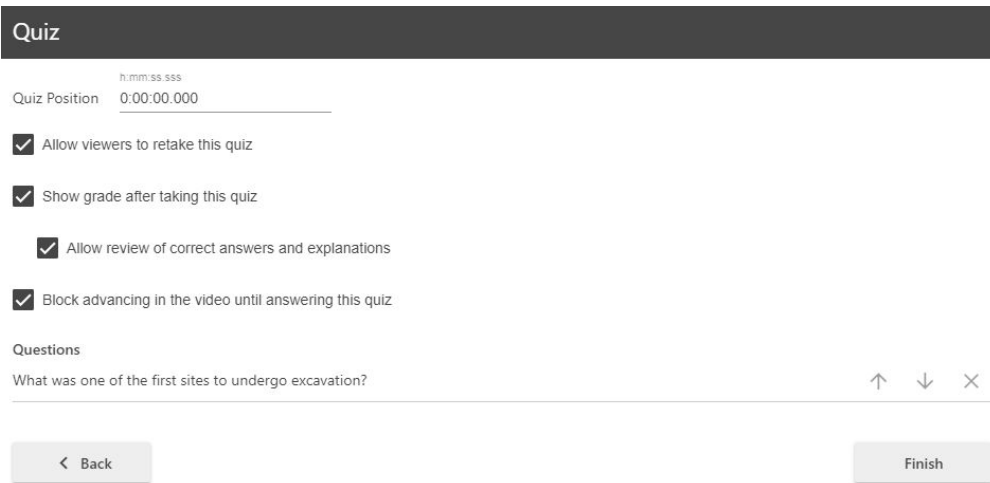 Quiz
h:mm:ss.sss
Quiz Position 0:00:00.000
Allow viewers to retake this quiz
Show grade after taking this quiz
Allow review of correct answers and explanations
Block advancing in the video until answering this quiz
Questions
What was one of the first sites to undergo excavation?
Back Finish